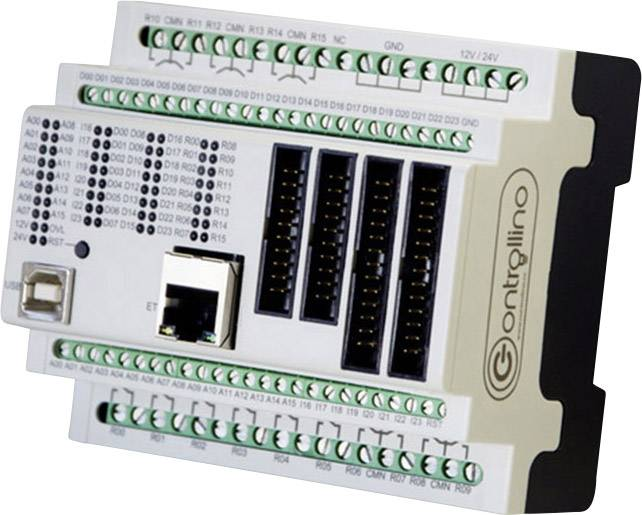 R10 CMN R11 R12 CMN R13 R14 CMN R15 NC GND 12V / 24V
D00 D01 D02 D03 D04 D05 D06 D07 D08 D09 D10 D11 D12 D13 D14 D15 D16 D17 D18 D19 D20 D21 D22 D23 GND
A00 A08 I16 D00 D08 D16 R00 R08
A01 A09 I17 D01 D09 D17 R01 R09
A02 A10 I18 D02 D10 D18 R02 R10
A03 A11 I19 D03 D11 D19 R03 R11
A04 A12 I20 D04 D12 D20 R04 R12
A05 A13 I21 D05 D13 D21 R05 R13
A06 A14 I22 D06 D14 D22 R06 R14
A07 A15 I23 D07 D15 D23 R07 R15
12V OVL
24V RST
USB
ET
Controllino
A00 A01 A02 A03 A04 A05 A06 A07 A08 A09 A10 A11 A12 A13 A14 A15 I16 I17 I18 I19 I20 I21 I22 I23 RST
R00 R01 R02 R03 R04 R05 R06 CMN R07 R08 CMN R09